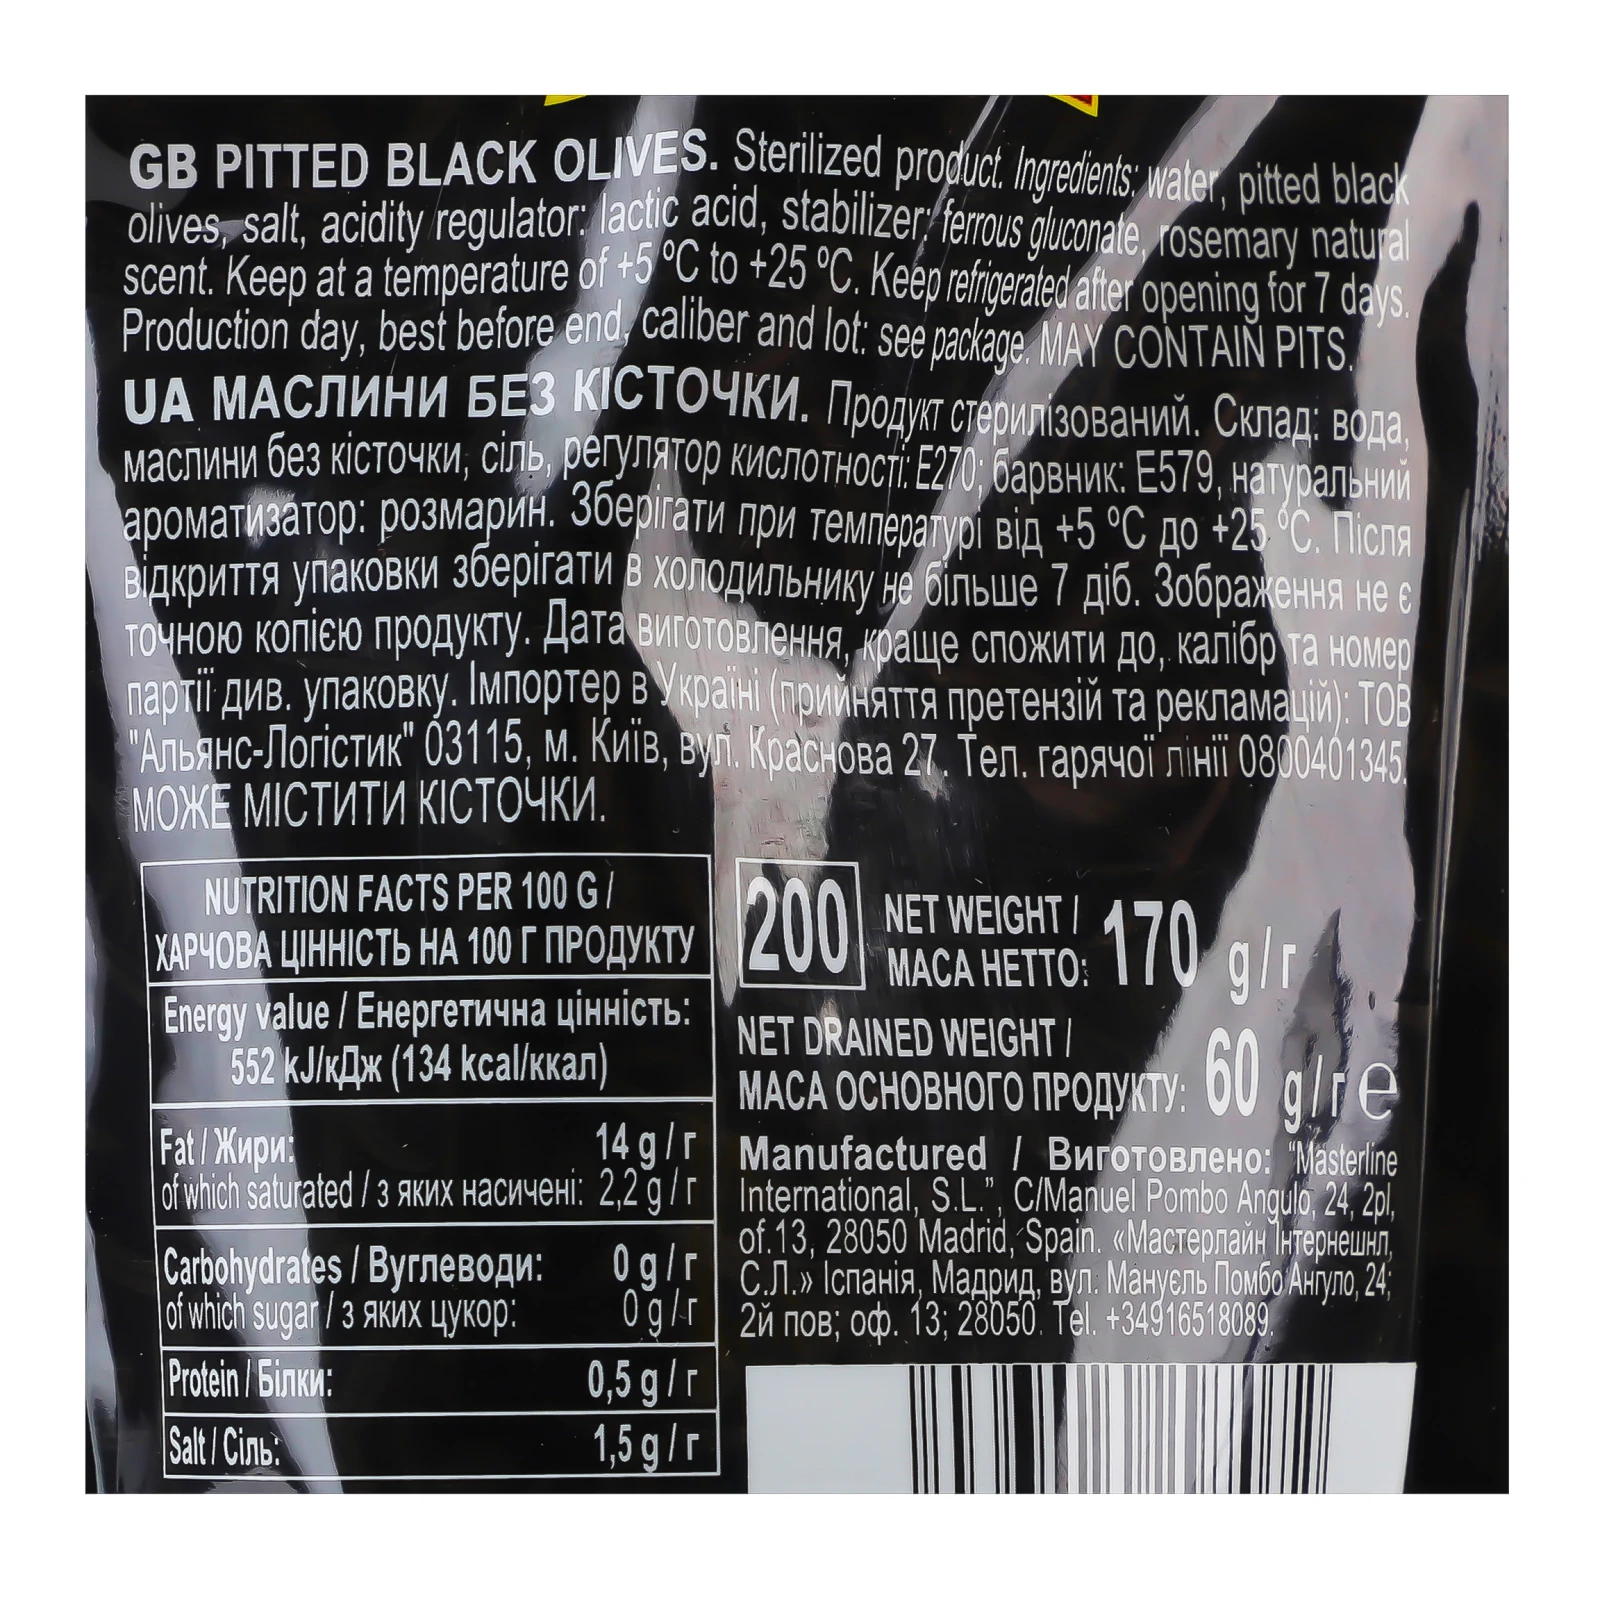 GB PITTED BLACK OLIVES. Sterilized product. Ingredients: water, pitted black
olives, salt, acidity regulator: lactic acid, stabilizer: ferrous gluconate, rosemary natural
scent. Keep at a temperature of +5 ºC to +25 ºC. Keep refrigerated after opening for 7 days.
Production day, best before end, caliber and lot: see package. MAY CONTAIN PITS.
UA МАСЛИНИ БЕЗ КІСТОЧКИ. Продукт стерилізований. Склад: вода,
маслини без кісточки, сіль, регулятор кислотності: Е270; барвник: Е579, натуральний
ароматизатор: розмарин. Зберігати при температурі від +5 ºC до +25 ºC. Після
відкриття упаковки зберігати в холодильнику не більше 7 діб. Зображення не є
точною копією продукту. Дата виготовлення, краще спожити до, калібр та номер
партії див. упаковку. Імпортер в Україні (прийняття претензій та рекламацій): ТОВ
"Альянс-Логістик" 03115, м. Київ, вул. Краснова 27. Тел. гарячої лінії 0800401345.
МОЖЕ МІСТИТИ КІСТОЧКИ.
NUTRITION FACTS PER 100 G /
ХАРЧОВА ЦІННІСТЬ НА 100 Г ПРОДУКТУ
Energy value / Енергетична цінність:
552 kJ/кДж (134 kcal/ккал)
Fat / Жири: 14 g / г
of which saturated / з яких насичені: 2,2 g / г
Carbohydrates / Вуглеводи: 0 g / г
of which sugar / з яких цукор: 0 g / г
Protein / Білки: 0,5 g / г
Salt / Сіль: 1,5 g / г
200 NET WEIGHT /
МАСА НЕТТО: 170 g/г
NET DRAINED WEIGHT /
МАСА ОСНОВНОГО ПРОДУКТУ: 60 g/г e
Manufactured / Виготовлено: "Masterline
International, S.L.", C/Manuel Pombo Angulo, 24, 2pl,
of.13, 28050 Madrid, Spain. «Мастерлайн Інтернешнл,
С.Л.» Іспанія, Мадрид, вул. Мануєль Помбо Ангуло, 24;
2й пов; оф. 13; 28050. Tel. +34916518089.